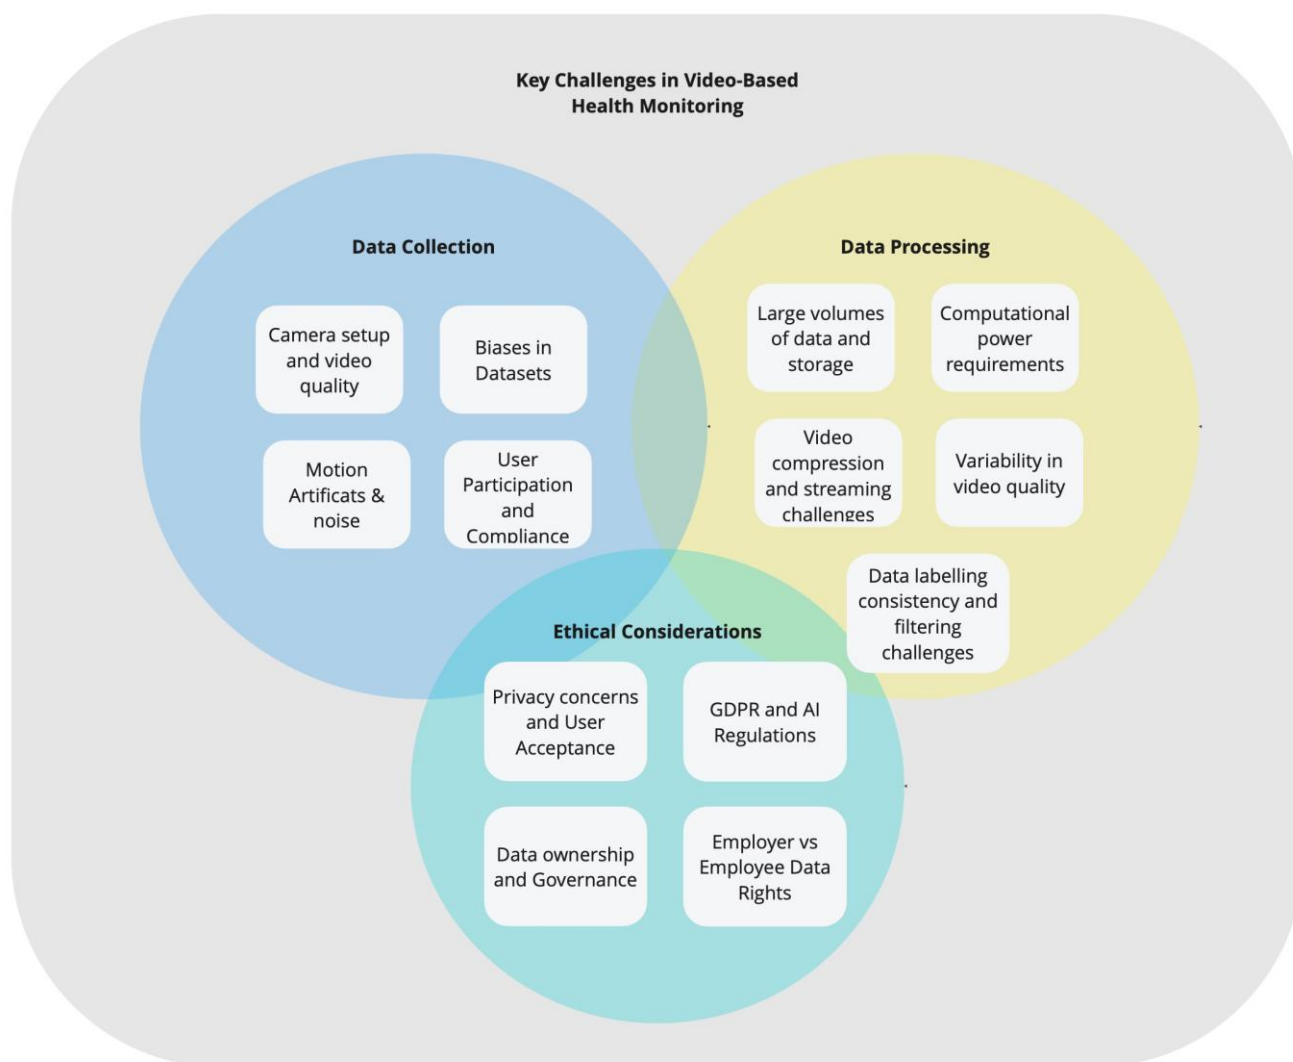 Key Challenges in Video-Based
Health Monitoring
Data Collection
Camera setup
and video
quality
Biases in
Datasets
Motion
Artificats &
noise
User
Participation
and
Compliance
Data Processing
Large volumes
of data and
storage
Computational
power
requirements
Video
compression
and streaming
challenges
Variability in
video quality
Data labelling
consistency and
filtering
challenges
Ethical Considerations
Privacy concerns
and User
Acceptance
GDPR and AI
Regulations
Data ownership
and Governance
Employer vs
Employee Data
Rights